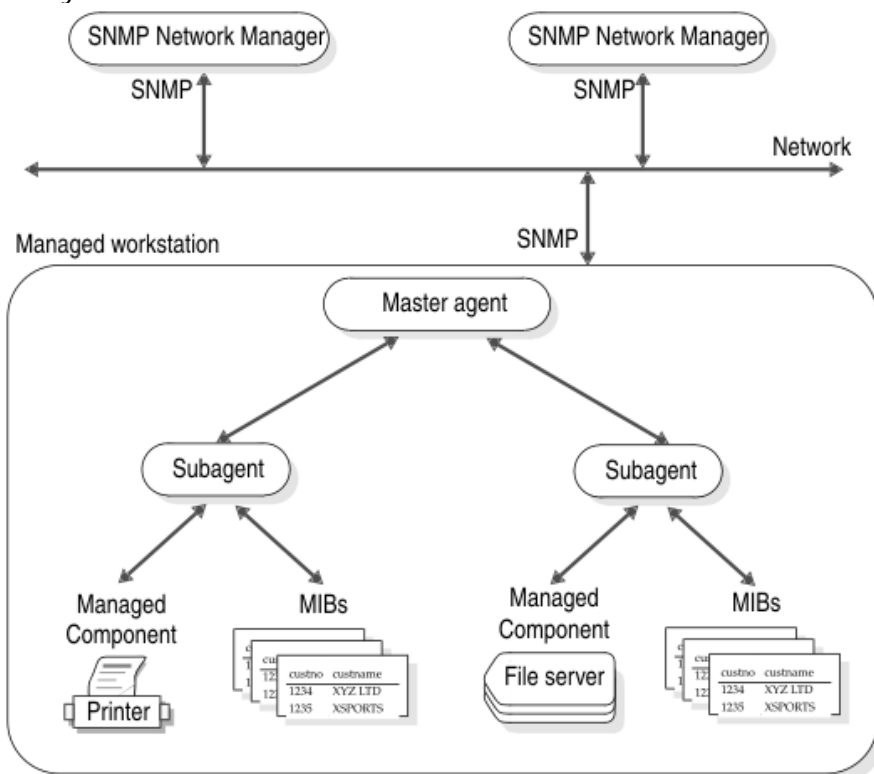 SNMP Network Manager
SNMP Network Manager
SNMP
SNMP
Network
Managed workstation
SNMP
Master agent
Subagent
Subagent
Managed
Component
MIBs
Managed
Component
MIBs
custno custname
1234 XYZ LTD
1235 XSPORTS
Printer
File server
custno custname
1234 XYZ LTD
1235 XSPORTS